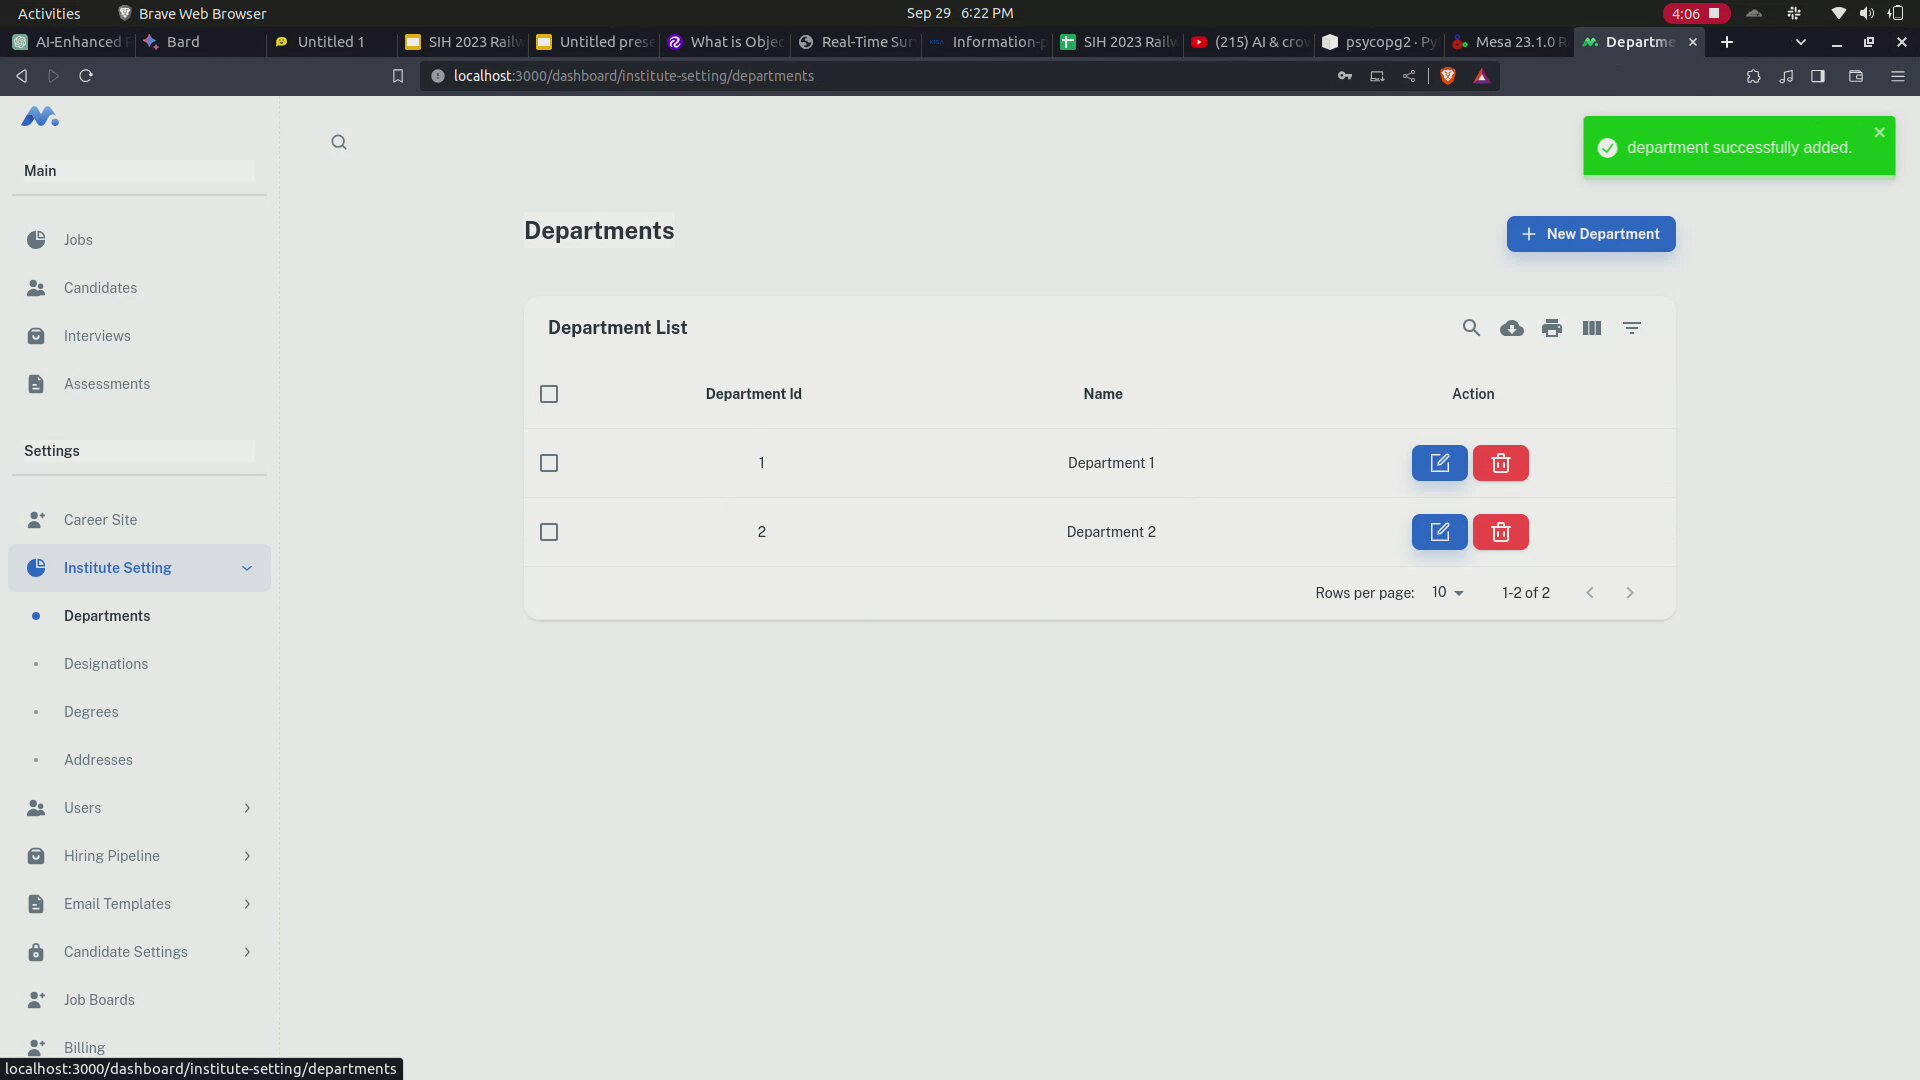 Activities
Brave Web Browser
Sep 29 6:22 PM
4:06
AI-Enhanced
Bard
Untitled 1
SIH 2023 Railw
Untitled prese
What is Objec
Real-Time Sur
Information-p
SIH 2023 Railw
(215) AI & crow
psycopg2 · Py
Mesa 23.1.0 R
Departme
localhost:3000/dashboard/institute-setting/departments
Main
Jobs
Candidates
Interviews
Assessments
Settings
Career Site
Institute Setting
Departments
Designations
Degrees
Addresses
Users
Hiring Pipeline
Email Templates
Candidate Settings
Job Boards
Billing
localhost:3000/dashboard/institute-setting/departments
department successfully added.
Departments
New Department
Department List
Department Id Name Action
1 Department 1
2 Department 2
Rows per page: 10 1-2 of 2